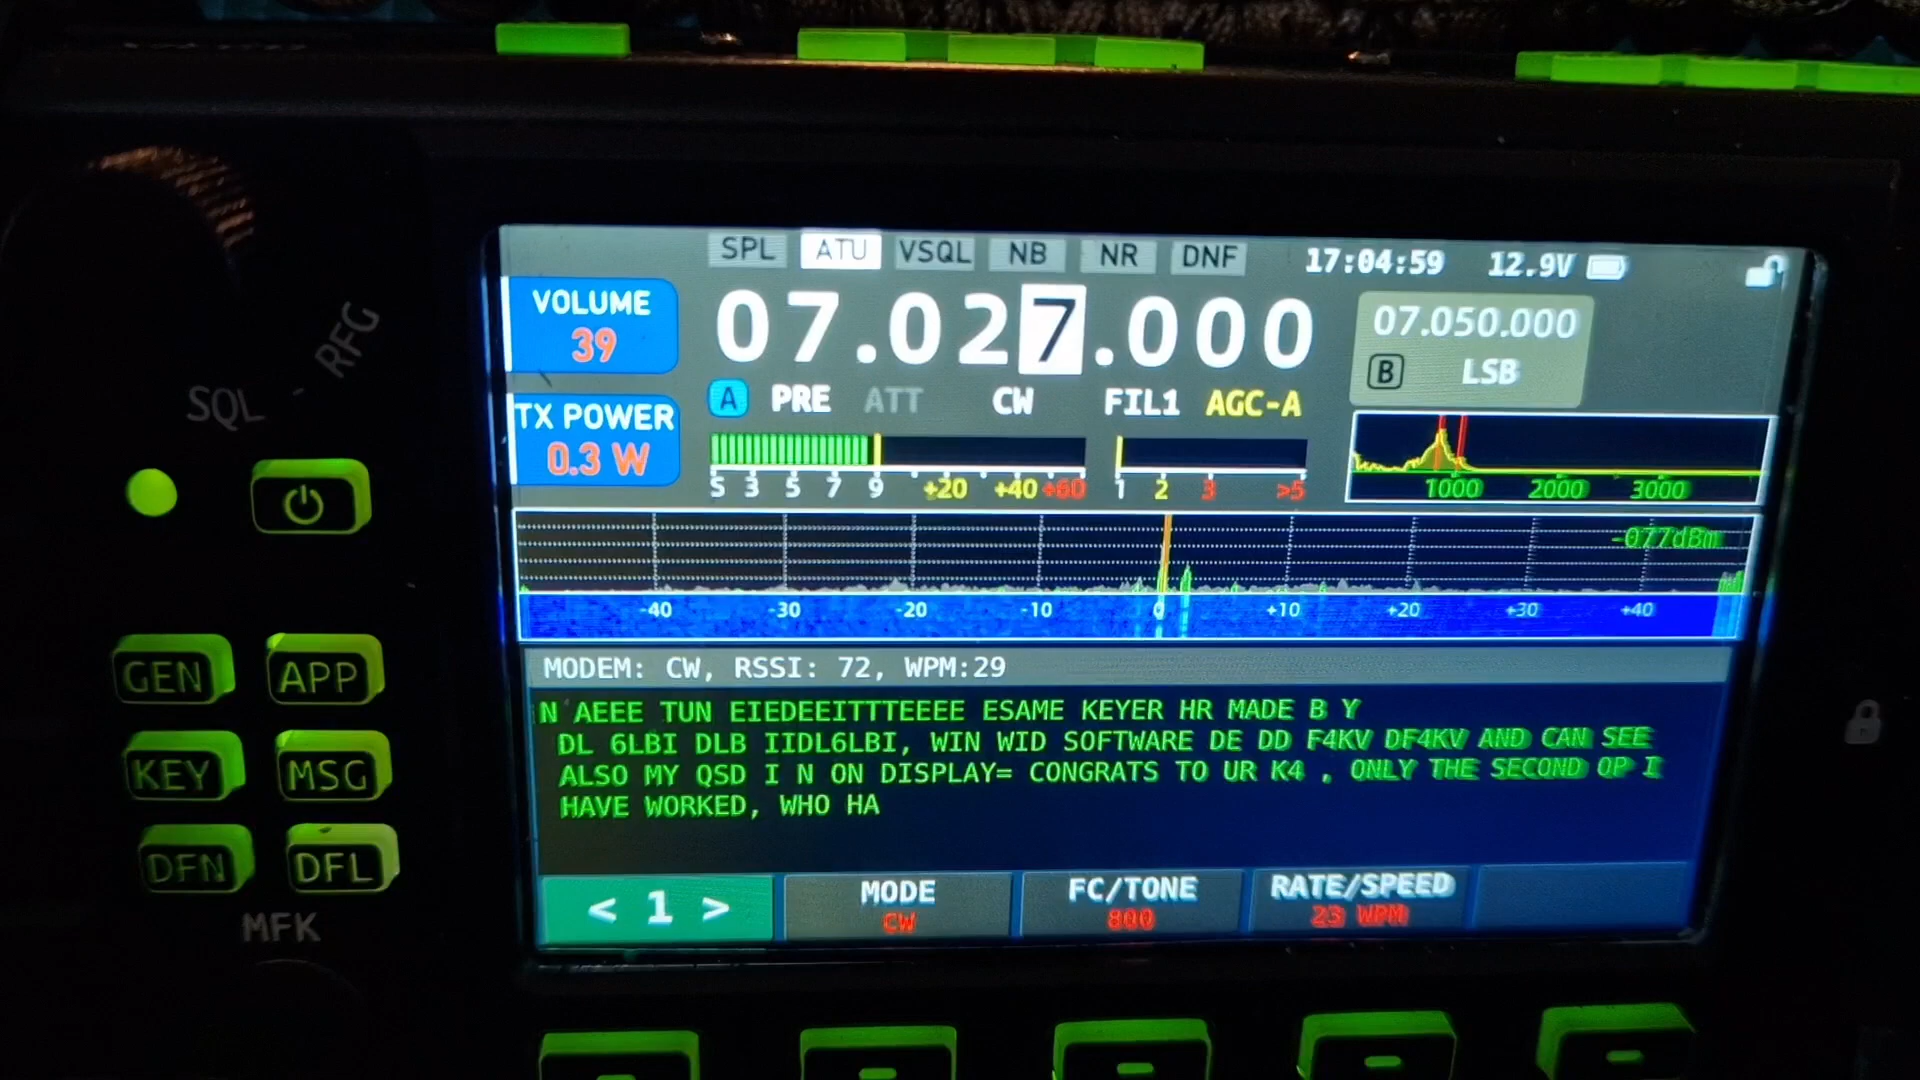 SPL ATU VSQL NB NR DNF 17:04:59 12.9V
VOLUME
39
07.027.000
07.050.000
B LSB
TX POWER
0.3 W
A PRE ATT CW FIL1 AGC-A
S 3 5 7 9 +20 +40 +60 1 2 3 >5
1000 2000 3000
-077dBm
-40 -30 -20 -10 0 +10 +20 +30 +40
MODEM: CW, RSSI: 72, WPM:29
N AEEE TUN EIEDEEITTTEEEE ESAME KEYER HR MADE B Y
DL 6LBI DLB IIDL6LBI, WIN WID SOFTWARE DE DD F4KV DF4KV AND CAN SEE
ALSO MY QSD I N ON DISPLAY= CONGRATS TO UR K4 , ONLY THE SECOND OP I
HAVE WORKED, WHO HA
< 1 >
MODE
CW
FC/TONE
800
RATE/SPEED
23 WPM
SQL - RFG
GEN APP
KEY MSG
DFN DFL
MFK